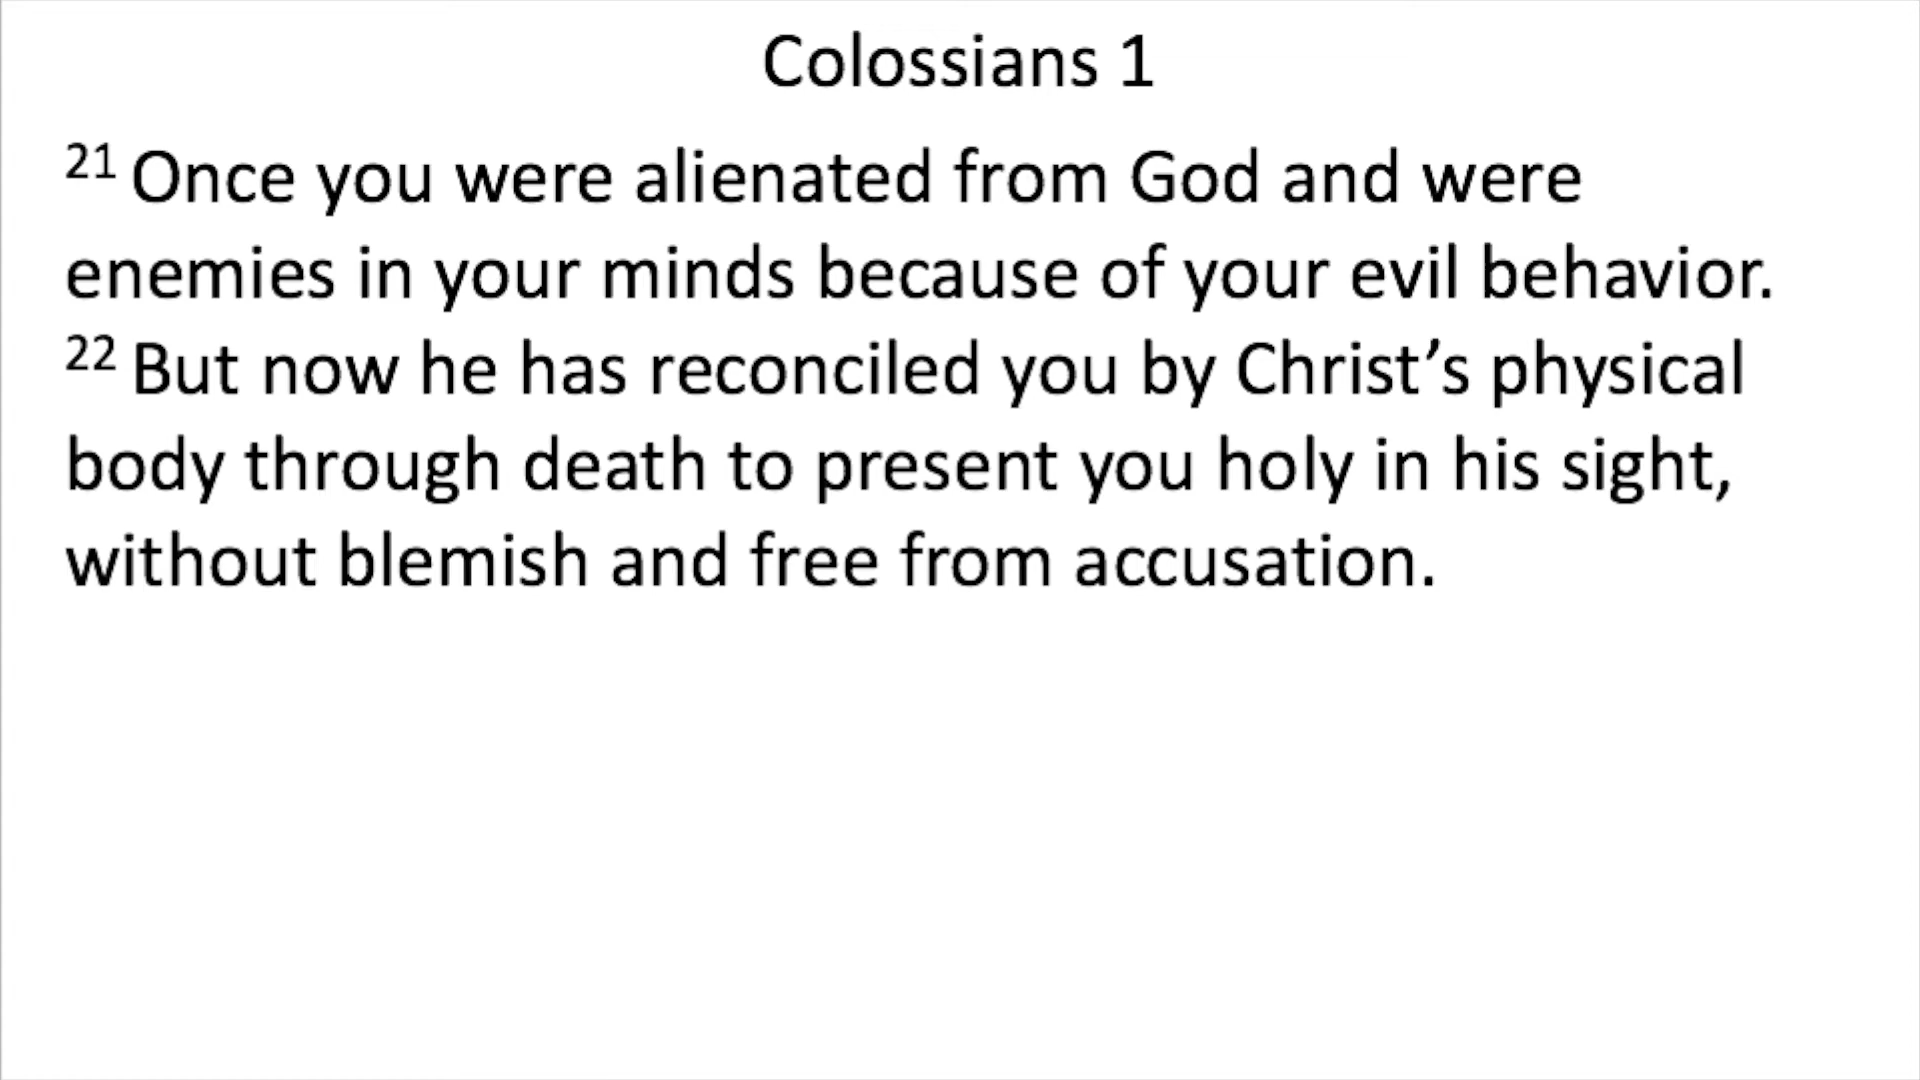 Colossians 1
21 Once you were alienated from God and were
enemies in your minds because of your evil behavior.
22 But now he has reconciled you by Christ’s physical
body through death to present you holy in his sight,
without blemish and free from accusation.